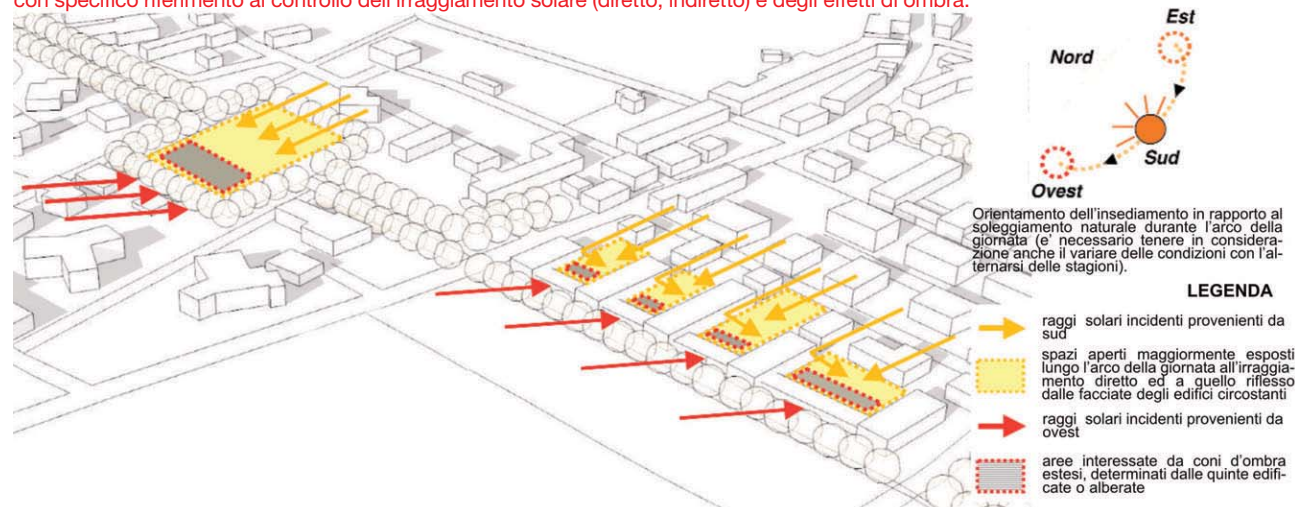 con specifico riferimento al controllo dell'irraggiamento solare (diretto, indiretto) e degli effetti di ombra.
Est
Nord
Sud
Ovest
Orientamento dell'insediamento in rapporto al
soleggiamento naturale durante l'arco della
giornata (e' necessario tenere in considera-
zione anche il variare delle condizioni con l'al-
ternarsi delle stagioni).
LEGENDA
raggi solari incidenti provenienti da
sud
spazi aperti maggiormente esposti
lungo l'arco della giornata all'irraggia-
mento diretto ed a quello riflesso
dalle facciate degli edifici circostanti
raggi solari incidenti provenienti da
ovest
aree interessate da coni d'ombra
estesi, determinati dalle quinte edifi-
cate o alberate